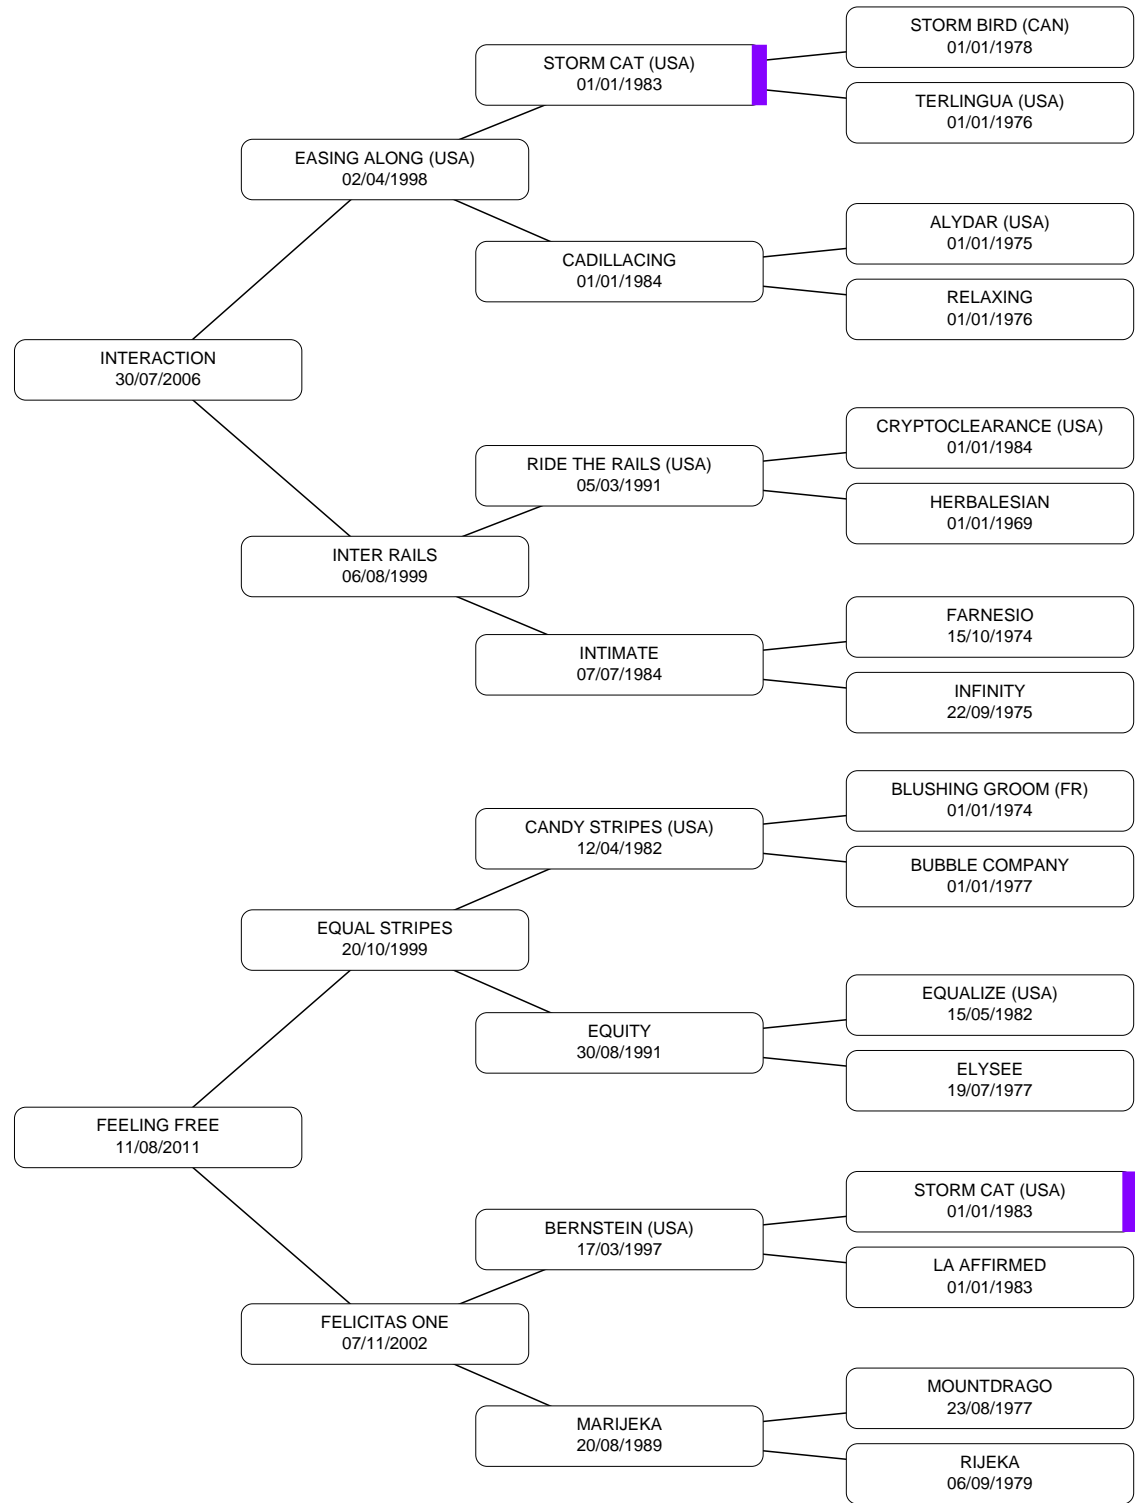 STORM BIRD (CAN)
01/01/1978
STORM CAT (USA)
01/01/1983
TERLINGUA (USA)
01/01/1976
EASING ALONG (USA)
02/04/1998
ALYDAR (USA)
01/01/1975
CADILLACING
01/01/1984
RELAXING
01/01/1976
INTERACTION
30/07/2006
CRYPTOCLEARANCE (USA)
01/01/1984
RIDE THE RAILS (USA)
05/03/1991
HERBALESIAN
01/01/1969
INTER RAILS
06/08/1999
FARNESIO
15/10/1974
INTIMATE
07/07/1984
INFINITY
22/09/1975
BLUSHING GROOM (FR)
01/01/1974
CANDY STRIPES (USA)
12/04/1982
BUBBLE COMPANY
01/01/1977
EQUAL STRIPES
20/10/1999
EQUALIZE (USA)
15/05/1982
EQUITY
30/08/1991
ELYSEE
19/07/1977
FEELING FREE
11/08/2011
STORM CAT (USA)
01/01/1983
BERNSTEIN (USA)
17/03/1997
LA AFFIRMED
01/01/1983
FELICITAS ONE
07/11/2002
MOUNTDRAGO
23/08/1977
MARIJEKA
20/08/1989
RIJEKA
06/09/1979